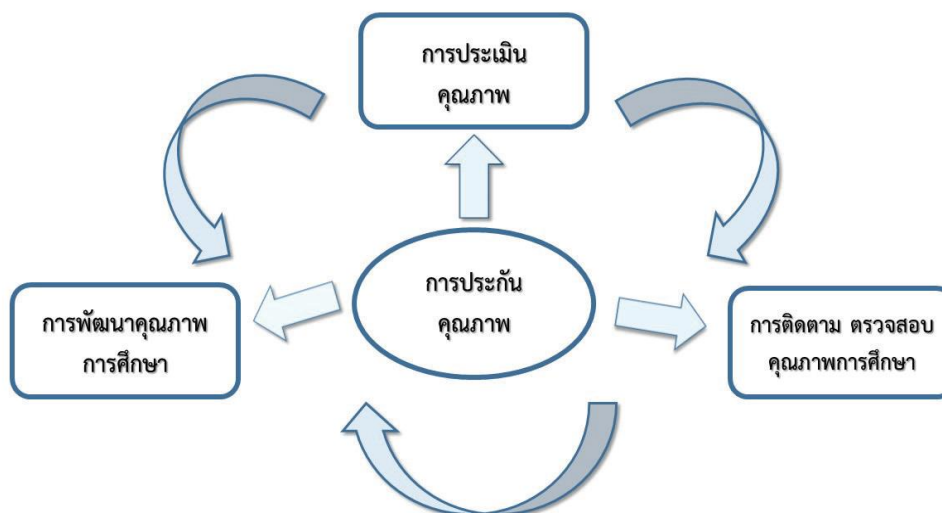 การประเมิน
คุณภาพ
การประกัน
คุณภาพ
การพัฒนาคุณภาพ
การศึกษา
การติดตาม ตรวจสอบ
คุณภาพการศึกษา